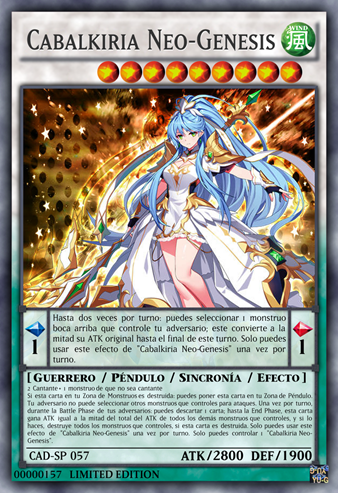 CABALKIRIA NEO-GENESIS
WIND
風
Hasta dos veces por turno: puedes seleccionar 1 monstruo
boca arriba que controle tu adversario; este convierte a la
mitad su ATK original hasta el final de este turno. Solo puedes
usar este efecto de "Cabalkiria Neo-Genesis" una vez por
turno.
1
1
[GUERRERO / PÉNDULO / SINCRONÍA / EFECTO]
2 Cantante+ 1 monstruo de que no sea cantante
Si esta carta en tu Zona de Monstruos es destruida: puedes poner esta carta en tu Zona de Péndulo.
Tu adversario no puede seleccionar otros monstruos que controles para ataques. Una vez por turno,
durante la Battle Phase de tus adversarios: puedes descartar 1 carta; hasta la End Phase, esta carta
gana ATK igual a la mitad del total del ATK de todos los demás monstruos que controles, y si lo
haces, destruye todos los monstruos que controles, si esta carta es destruida. Solo puedes usar este
efecto de "Cabalkiria Neo-Genesis" una vez por turno. Solo puedes controlar 1 "Cabalkiria Neo-
Genesis".
CAD-SP 057
ATK/2800 DEF/1900
00000157 LIMITED EDITION